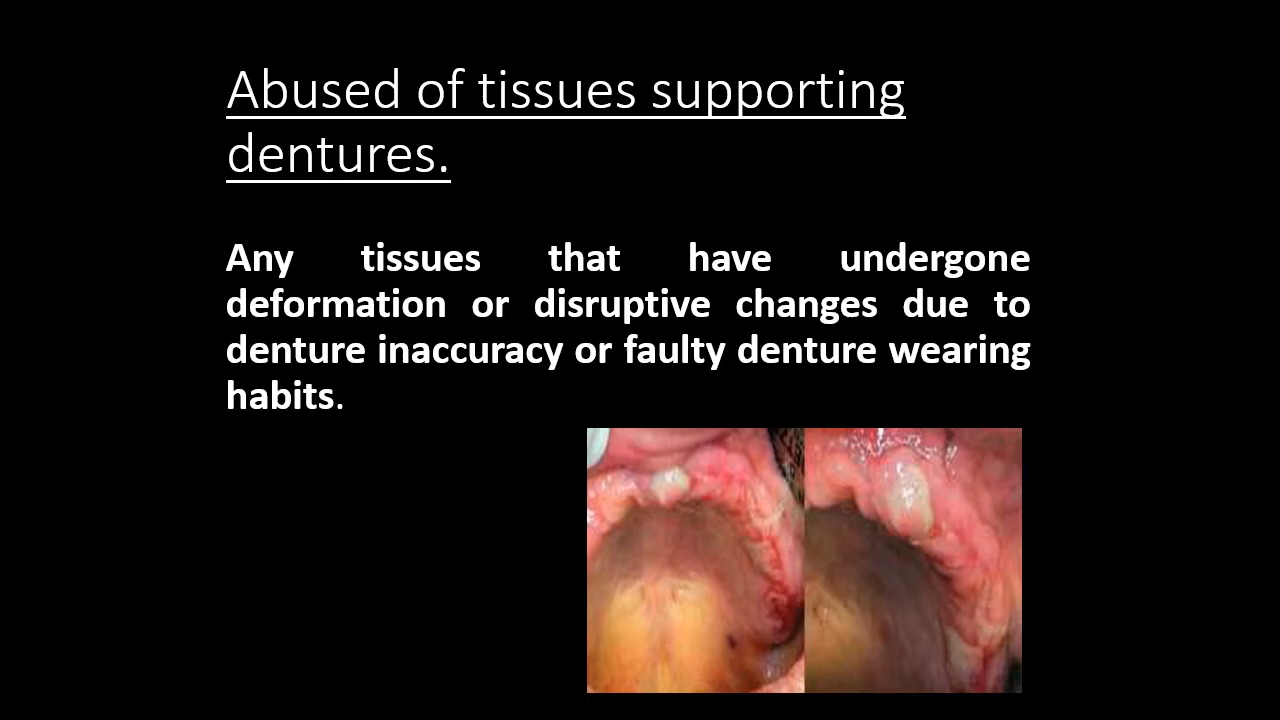 Abused of tissues supporting
dentures.
Any tissues that have undergone
deformation or disruptive changes due to
denture inaccuracy or faulty denture wearing
habits.